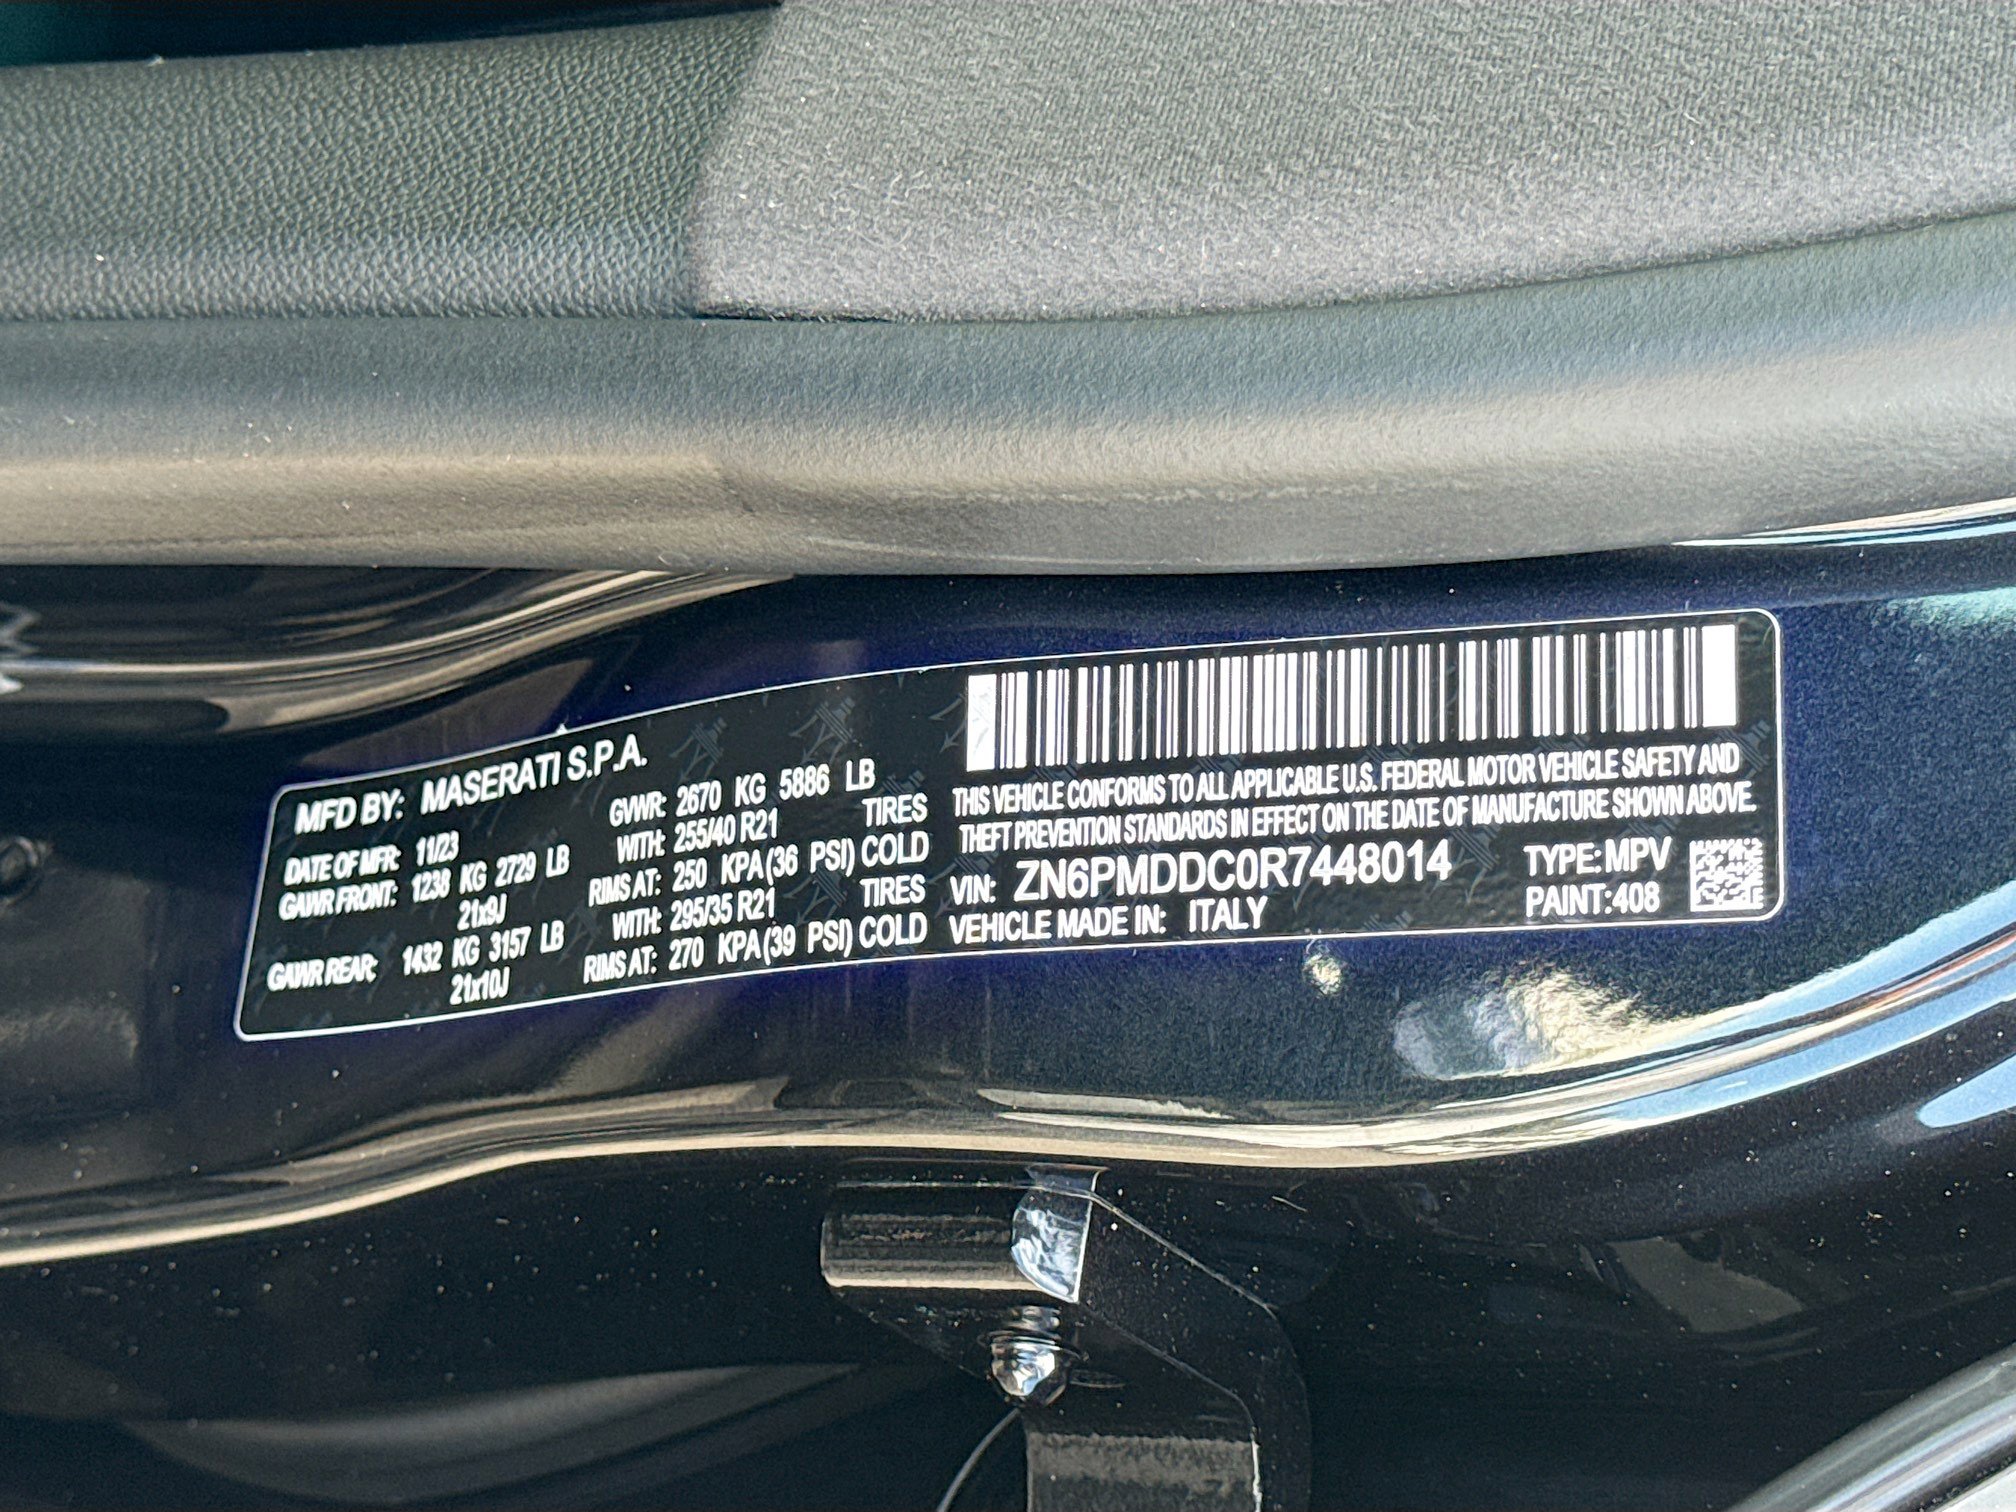 MFD BY: MASERATI S.P.A.
DATE OF MFR: 11/23 GVWR: 2670 KG 5886 LB
GAWR FRONT: 1238 KG 2729 LB WITH: 255/40 R21 TIRES
21x9J RIMS AT: 250 KPA(36 PSI) COLD
GAWR REAR: 1432 KG 3157 LB WITH: 295/35 R21 TIRES
21x10J RIMS AT: 270 KPA(39 PSI) COLD
THIS VEHICLE CONFORMS TO ALL APPLICABLE U.S. FEDERAL MOTOR VEHICLE SAFETY AND
THEFT PREVENTION STANDARDS IN EFFECT ON THE DATE OF MANUFACTURE SHOWN ABOVE.
VIN: ZN6PMDDC0R7448014 TYPE: MPV
VEHICLE MADE IN: ITALY PAINT:408